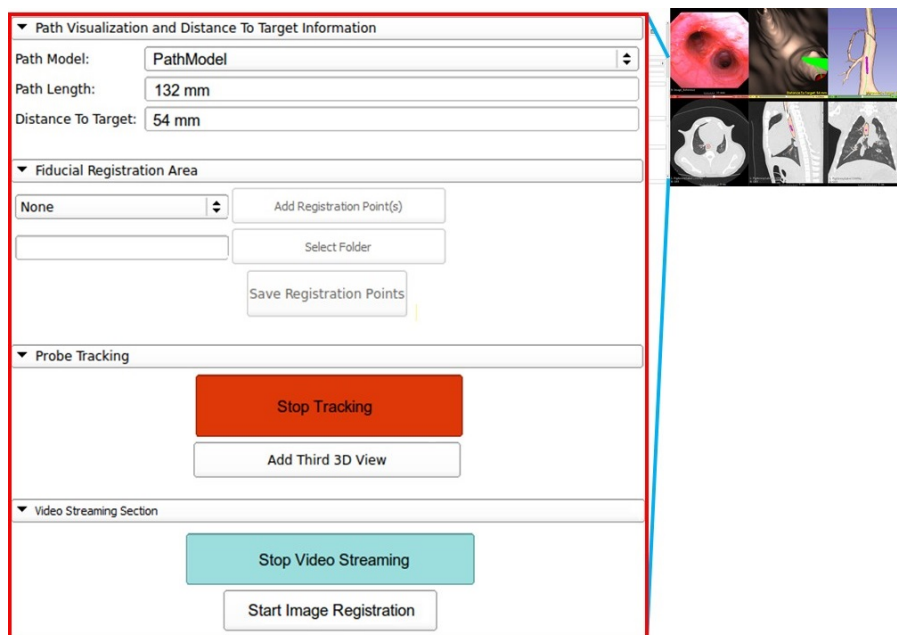 Path Visualization and Distance To Target Information
Path Model: PathModel
Path Length: 132 mm
Distance To Target: 54 mm
Fiducial Registration Area
None Add Registration Point(s)
Select Folder
Save Registration Points
Probe Tracking
Stop Tracking
Add Third 3D View
Video Streaming Section
Stop Video Streaming
Start Image Registration